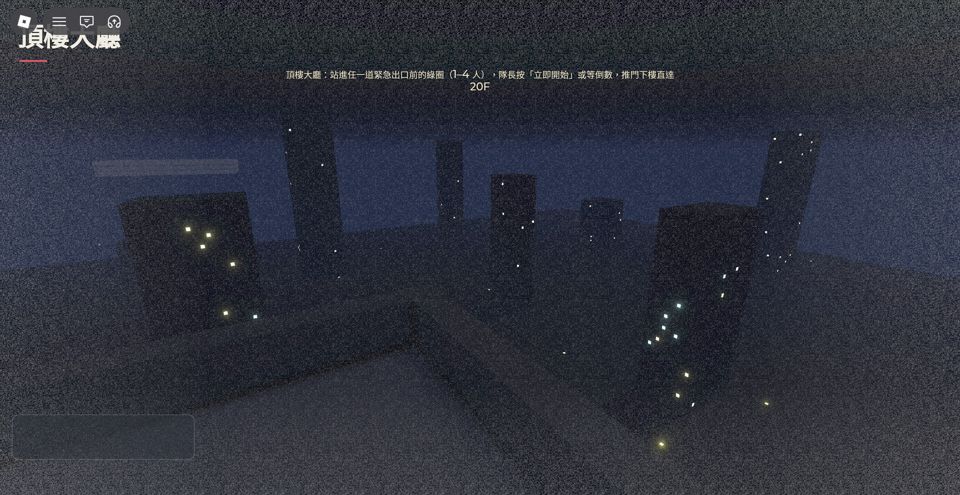 頂樓大廳
頂樓大廳：站進任一道緊急出口前的綠圈（1–4 人），隊長按「立即開始」或等倒數，推門下樓直達
20F